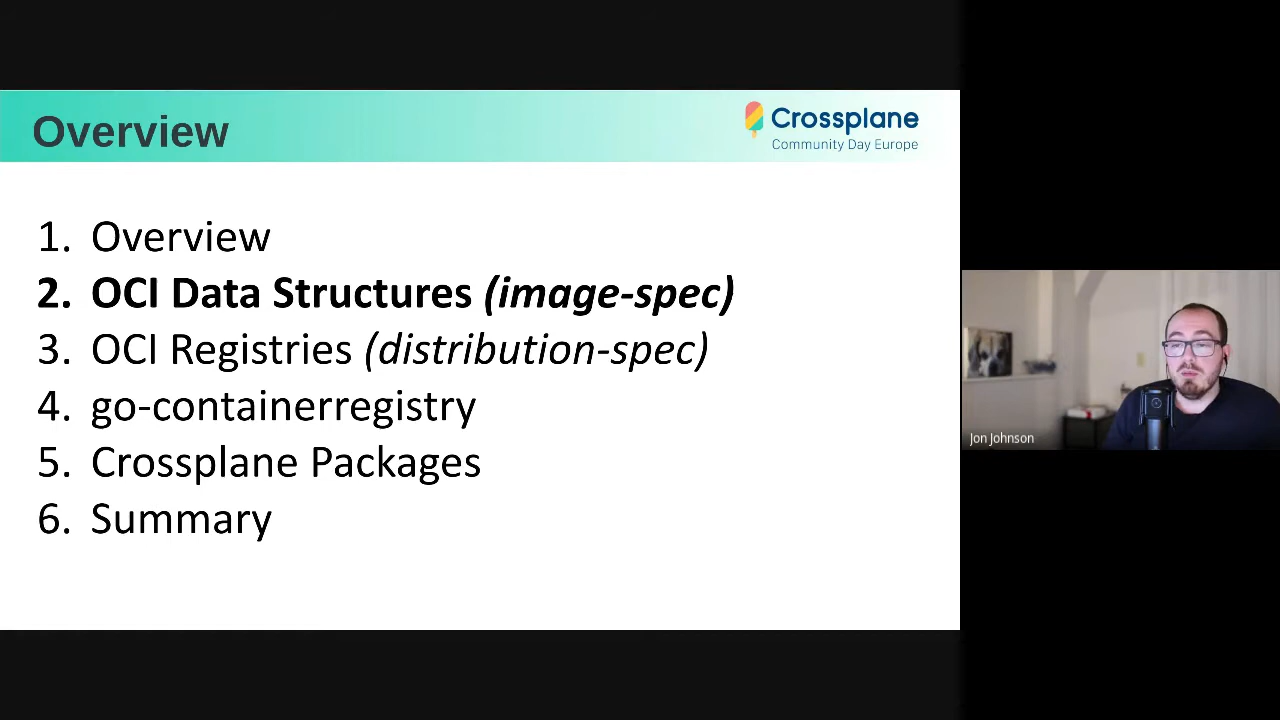 Overview
Crossplane
Community Day Europe
1. Overview
2. OCI Data Structures (image-spec)
3. OCI Registries (distribution-spec)
4. go-containerregistry
5. Crossplane Packages
6. Summary
Jon Johnson